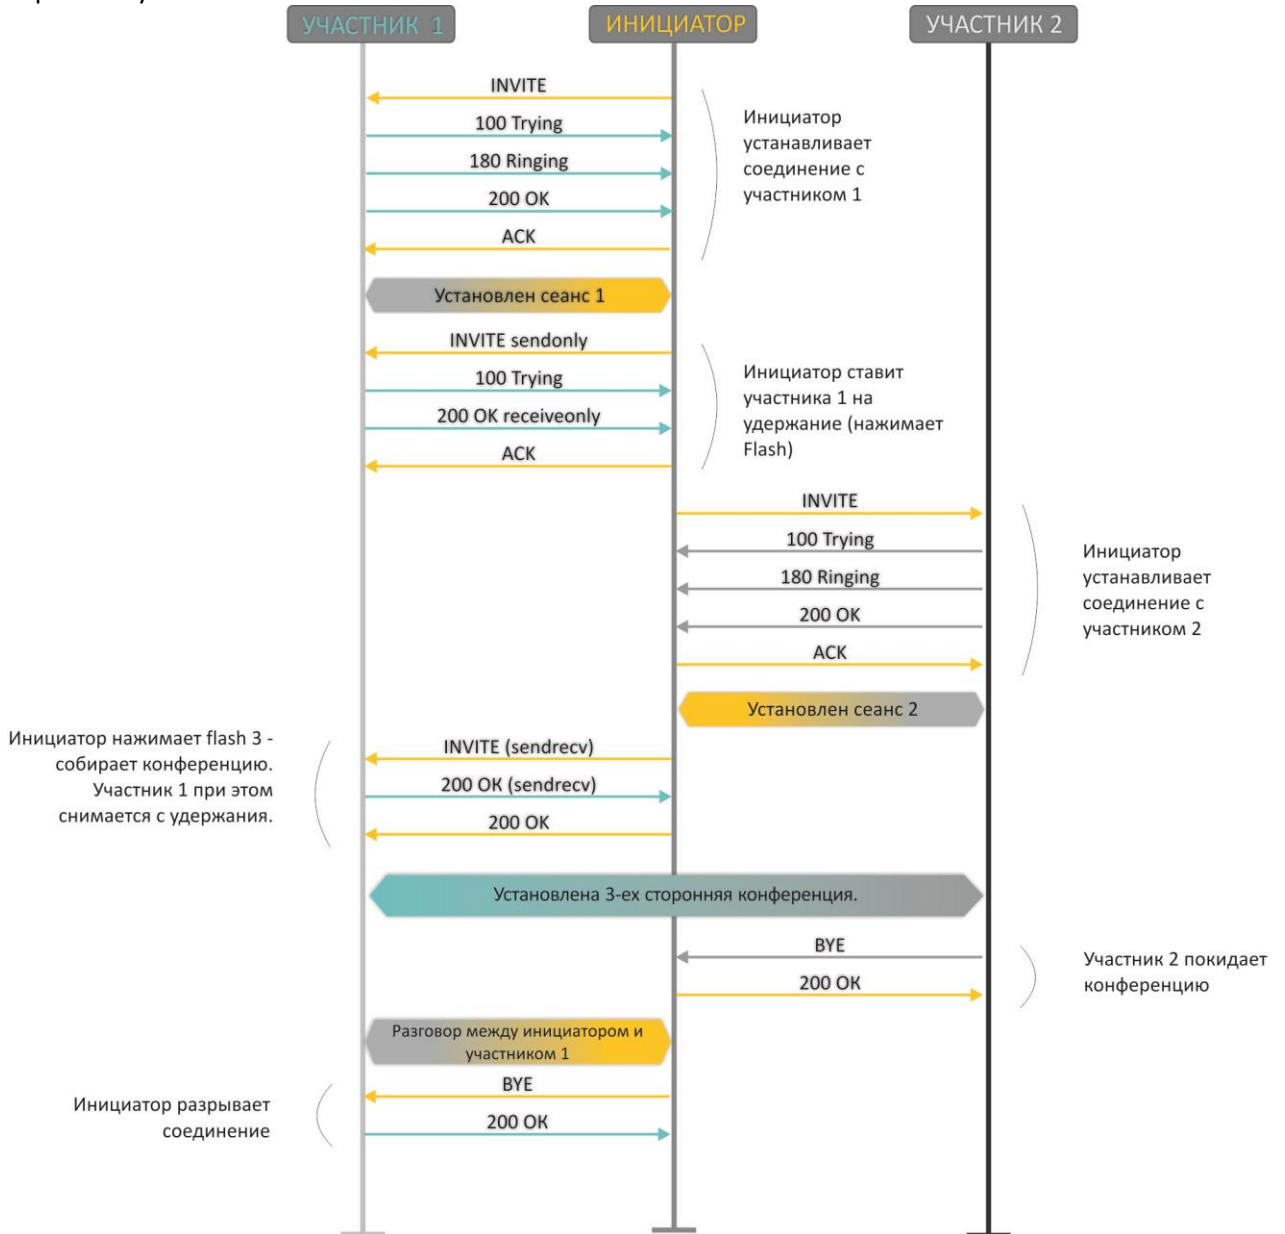 УЧАСТНИК 1
ИНИЦИАТОР
УЧАСТНИК 2
INVITE
100 Trying
180 Ringing
200 OK
ACK
Инициатор
устанавливает
соединение с
участником 1
Установлен сеанс 1
INVITE sendonly
100 Trying
200 OK receiveonly
ACK
Инициатор ставит
участника 1 на
удержание (нажимает
Flash)
INVITE
100 Trying
180 Ringing
200 OK
ACK
Инициатор
устанавливает
соединение с
участником 2
Установлен сеанс 2
Инициатор нажимает flash 3 -
собирает конференцию.
Участник 1 при этом
снимается с удержания.
INVITE (sendrecv)
200 OK (sendrecv)
200 OK
Установлена 3-ех сторонняя конференция.
BYE
200 OK
Участник 2 покидает
конференцию
Разговор между инициатором и
участником 1
BYE
200 OK
Инициатор разрывает
соединение